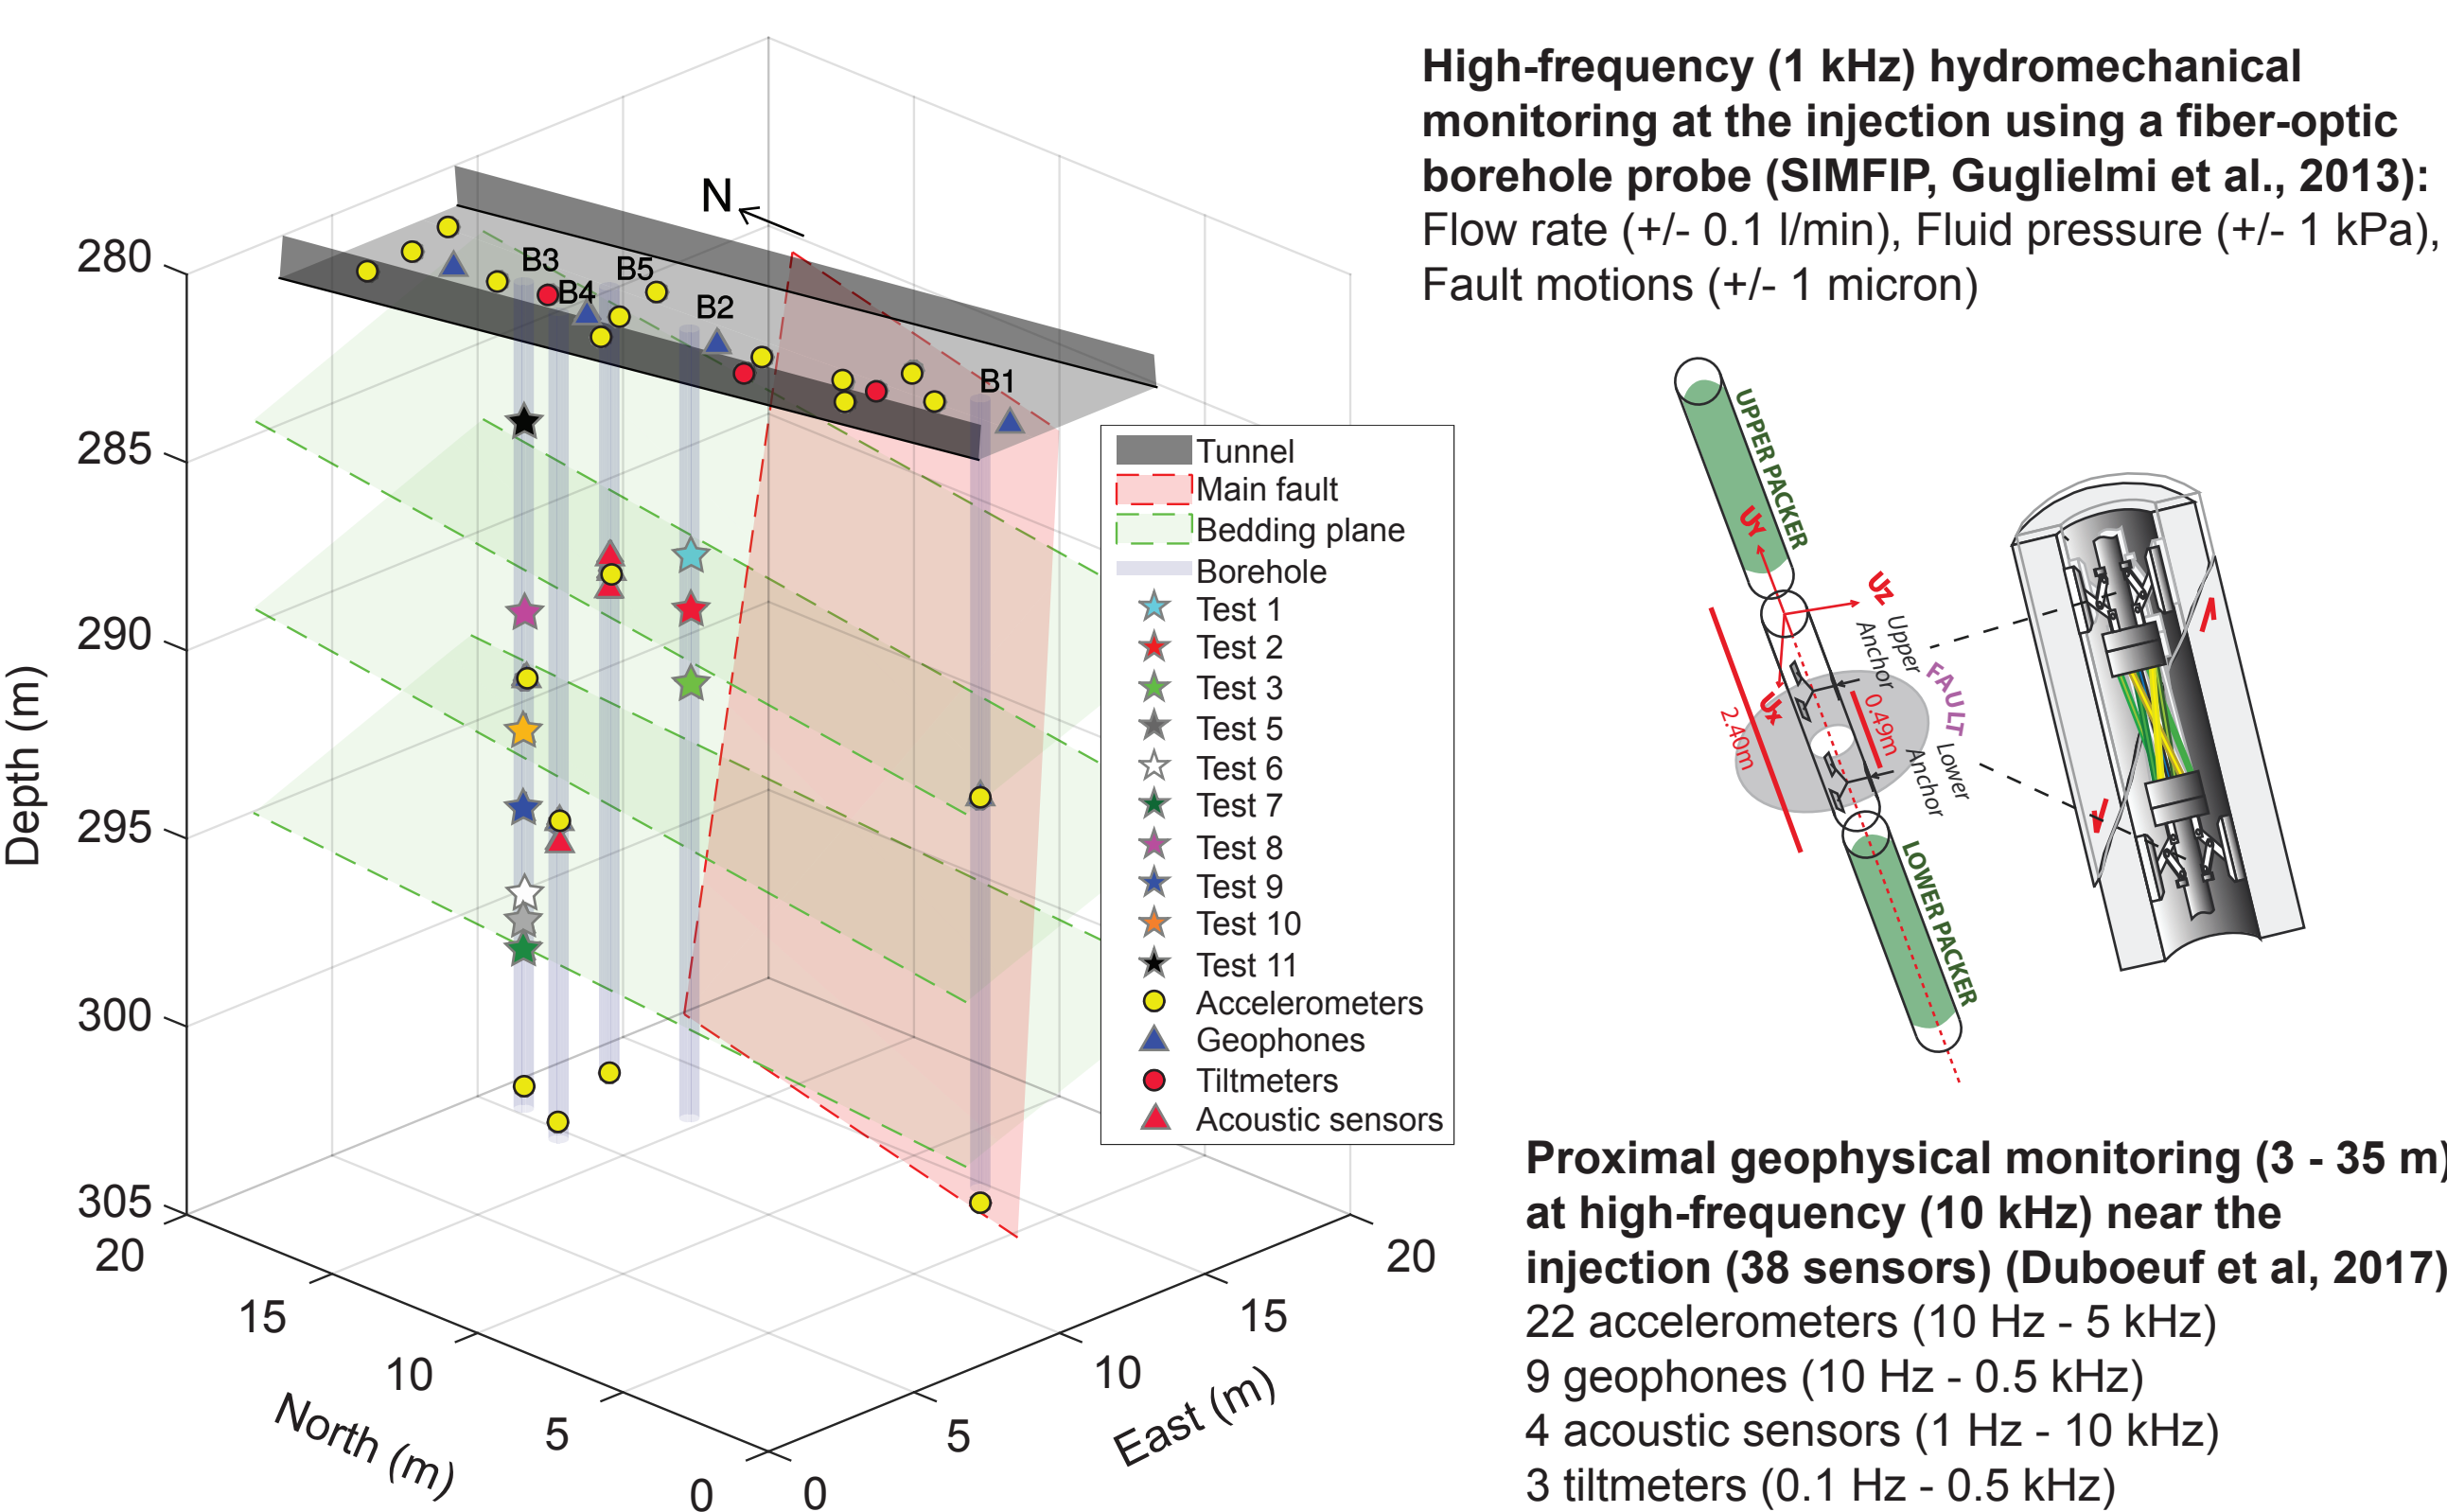 High-frequency (1 kHz) hydromechanical
monitoring at the injection using a fiber-optic
borehole probe (SIMFIP, Guglielmi et al., 2013):
Flow rate (+/- 0.1 l/min), Fluid pressure (+/- 1 kPa),
Fault motions (+/- 1 micron)
N
B3
B4
B5
B2
B1
Depth (m)
280
285
290
295
300
305
20
15
10
5
0
North (m)
0
5
10
15
20
East (m)
Tunnel
Main fault
Bedding plane
Borehole
Test 1
Test 2
Test 3
Test 5
Test 6
Test 7
Test 8
Test 9
Test 10
Test 11
Accelerometers
Geophones
Tiltmeters
Acoustic sensors
UPPER PACKER
UY
UZ
UX
Upper
Anchor
FAULT
0.49m
2.40m
Lower
Anchor
LOWER PACKER
Proximal geophysical monitoring (3 - 35 m)
at high-frequency (10 kHz) near the
injection (38 sensors) (Duboeuf et al, 2017)
22 accelerometers (10 Hz - 5 kHz)
9 geophones (10 Hz - 0.5 kHz)
4 acoustic sensors (1 Hz - 10 kHz)
3 tiltmeters (0.1 Hz - 0.5 kHz)